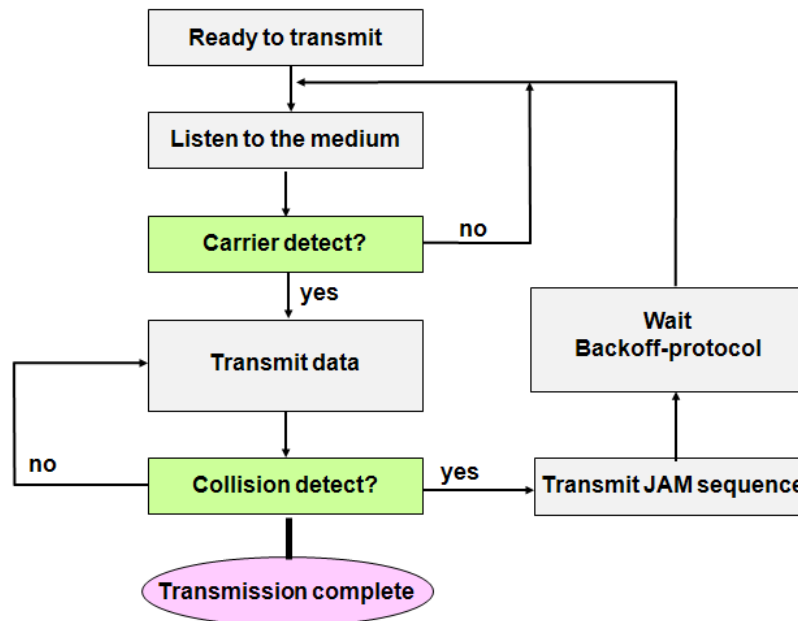 Ready to transmit
Listen to the medium
Carrier detect?
no
yes
Wait
Backoff-protocol
Transmit data
no
Collision detect?
yes
Transmit JAM sequence
Transmission complete